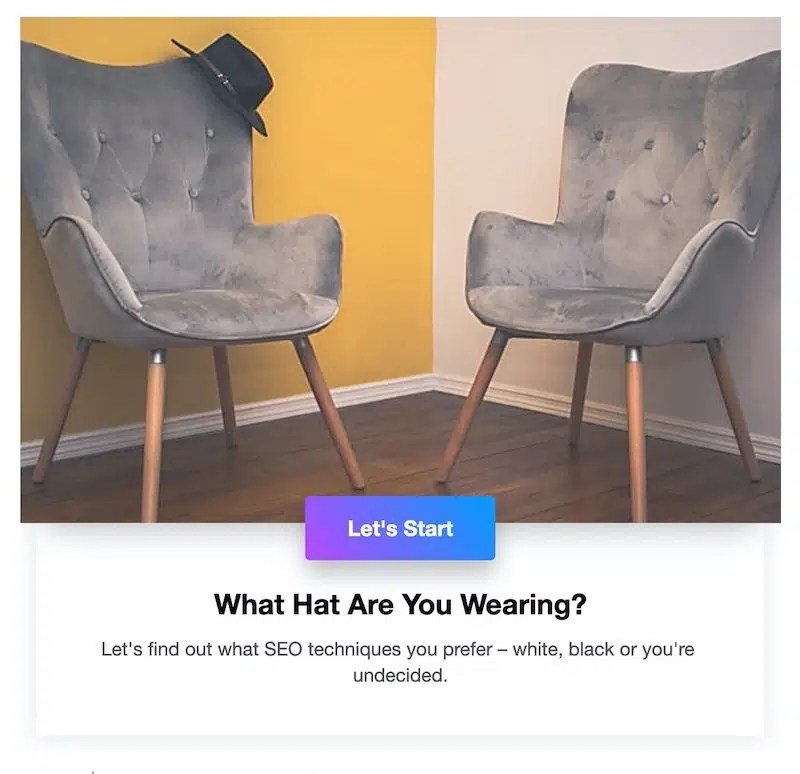 Let's Start
What Hat Are You Wearing?
Let's find out what SEO techniques you prefer – white, black or you're
undecided.